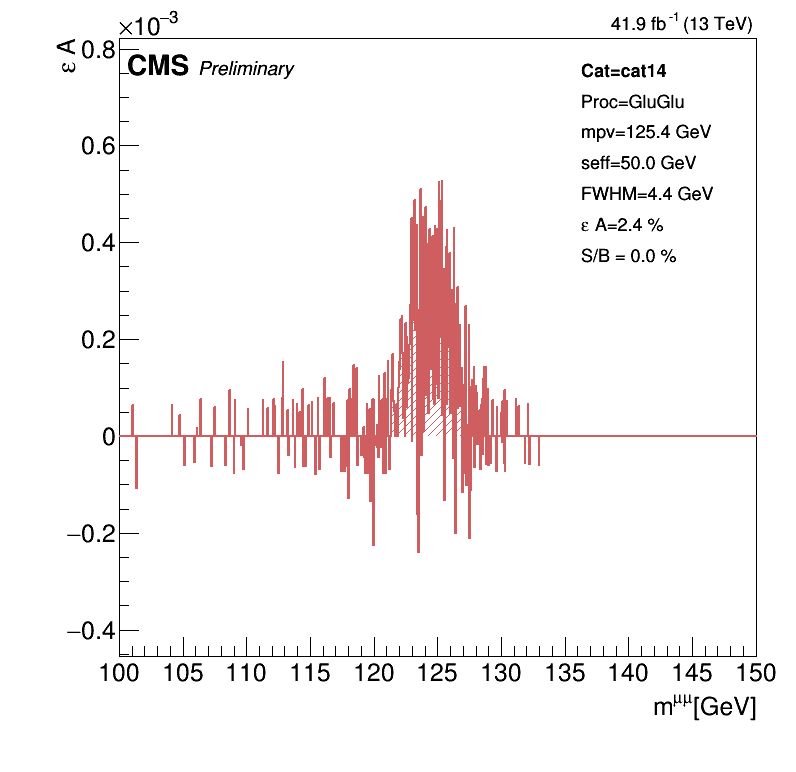 ×10⁻³
41.9 fb⁻¹ (13 TeV)
ε A
CMS Preliminary
Cat=cat14
Proc=GluGlu
mpv=125.4 GeV
seff=50.0 GeV
FWHM=4.4 GeV
ε A=2.4 %
S/B = 0.0 %
0.8
0.6
0.4
0.2
0
−0.2
−0.4
100 105 110 115 120 125 130 135 140 145 150
m^μμ[GeV]